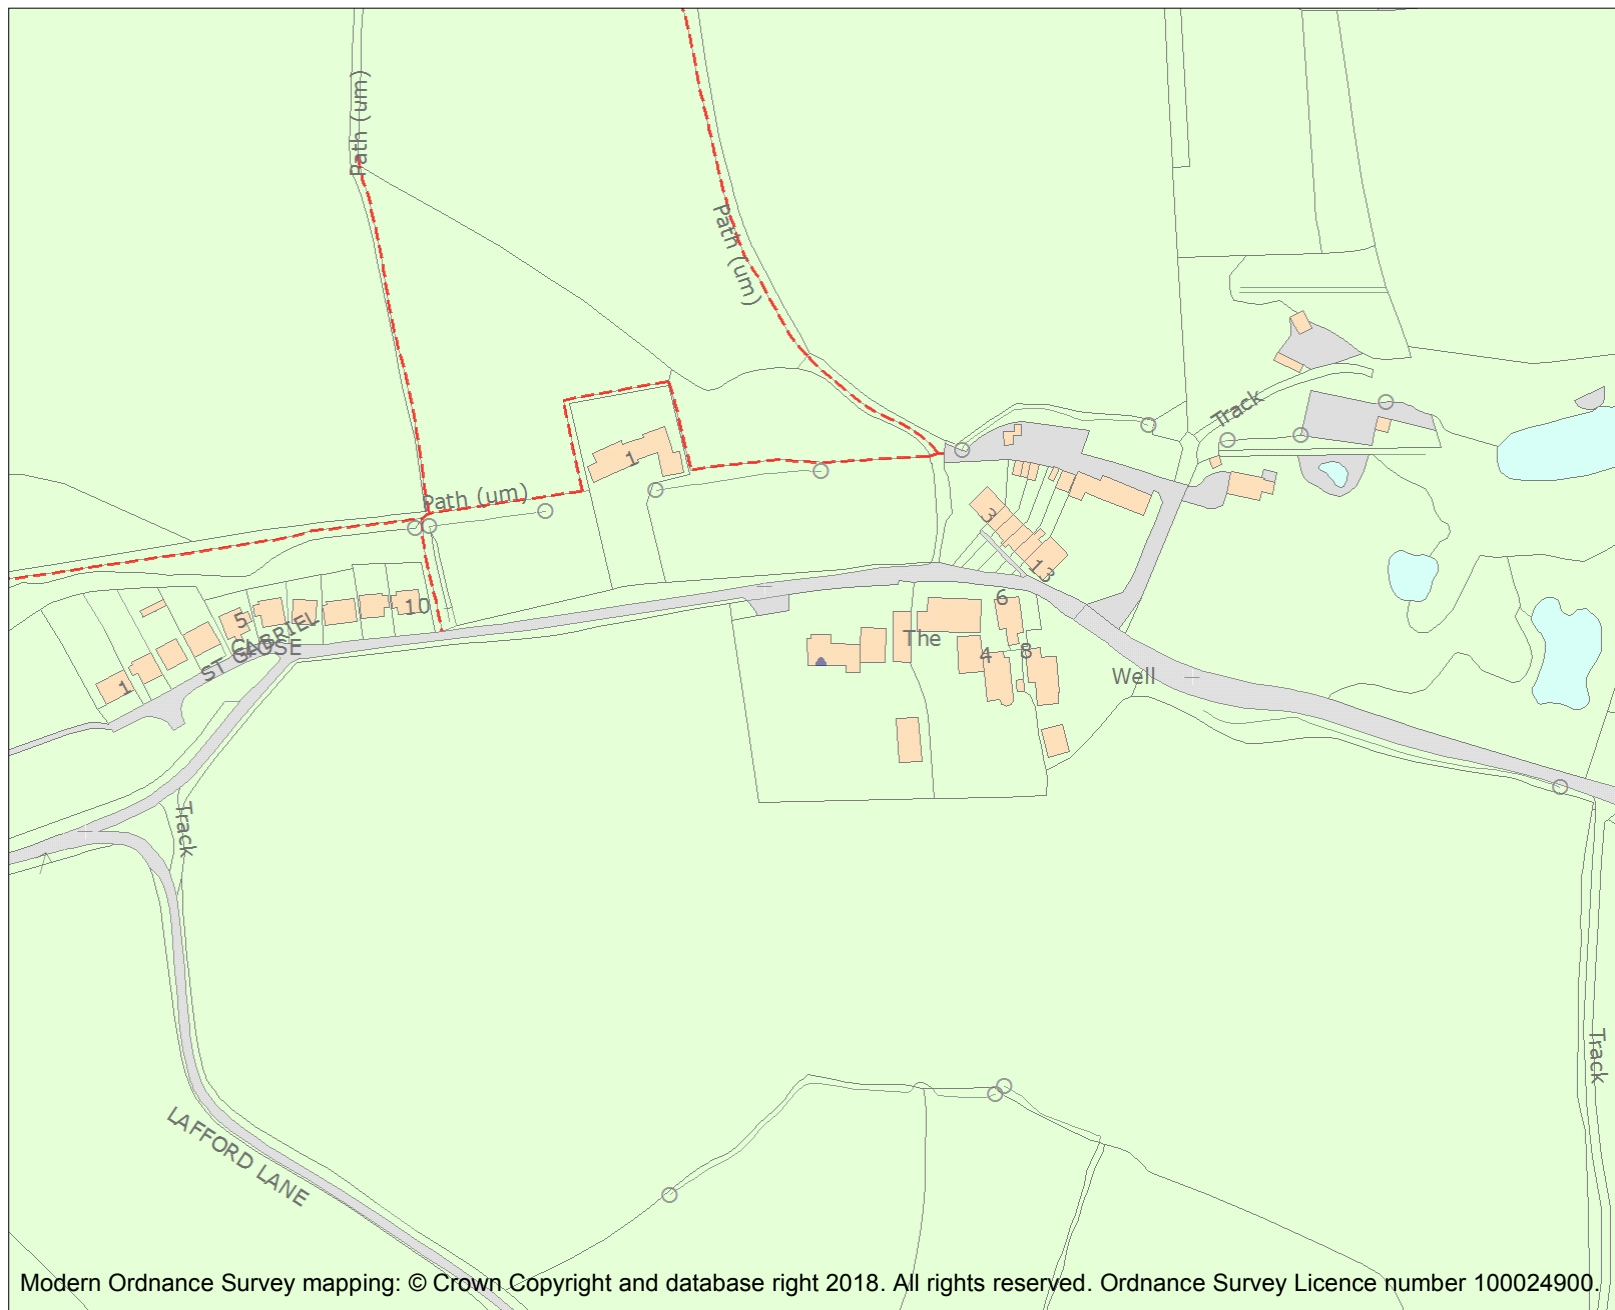 Path (um)
Path (um)
Track
1
Path (um)
3
13
10
6
5
ST GABRIEL
CLOSE
The
4
8
Well
1
Track
Track
LAFFORD LANE
Modern Ordnance Survey mapping: © Crown Copyright and database right 2018. All rights reserved. Ordnance Survey Licence number 100024900.